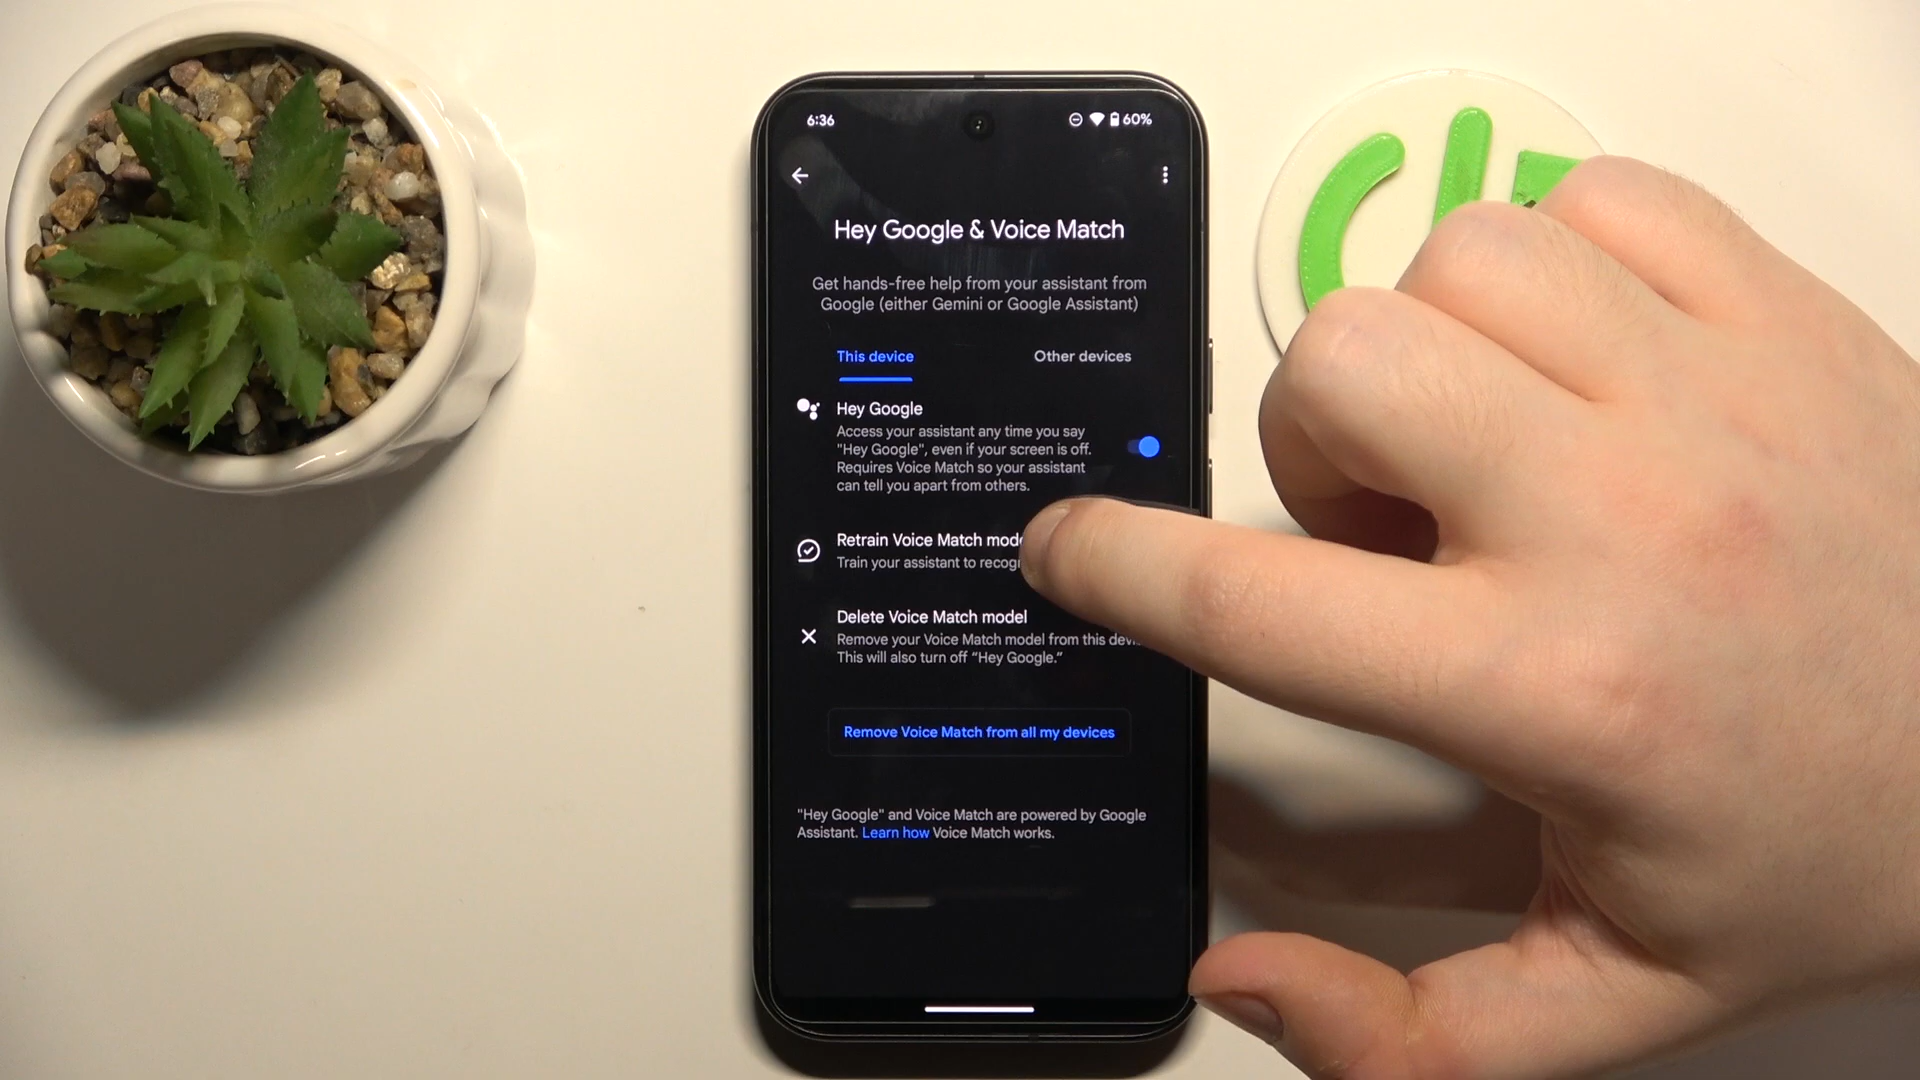 6:36
60%
Hey Google & Voice Match
Get hands-free help from your assistant from
Google (either Gemini or Google Assistant)
This device
Other devices
Hey Google
Access your assistant any time you say
"Hey Google", even if your screen is off.
Requires Voice Match so your assistant
can tell you apart from others.
Retrain Voice Match
Train your assistant to
Delete Voice Match model
Remove your Voice Match model from this
This will also turn off “Hey Google.”
Remove Voice Match from all my devices
"Hey Google" and Voice Match are powered by Google
Assistant. Learn how Voice Match works.